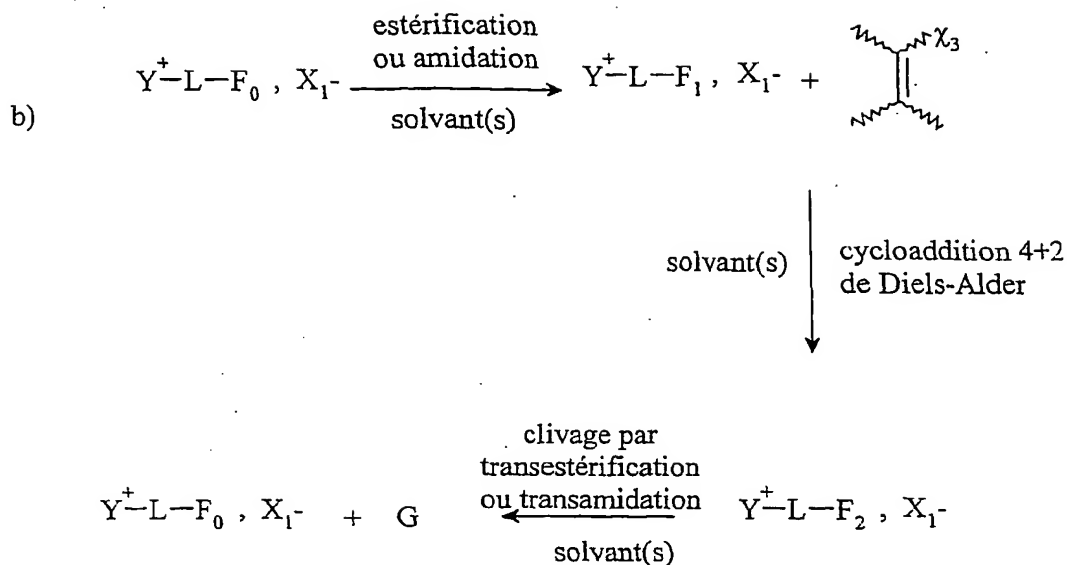 estérification
ou amidation
Y⁺-L-F₀ , X₁- Y⁺-L-F₁ , X₁- + χ₃
b)
solvant(s)
solvant(s)
cycloaddition 4+2
de Diels-Alder
clivage par
transestérification
ou transamidation
Y⁺-L-F₀ , X₁- + G Y⁺-L-F₂ , X₁-
solvant(s)